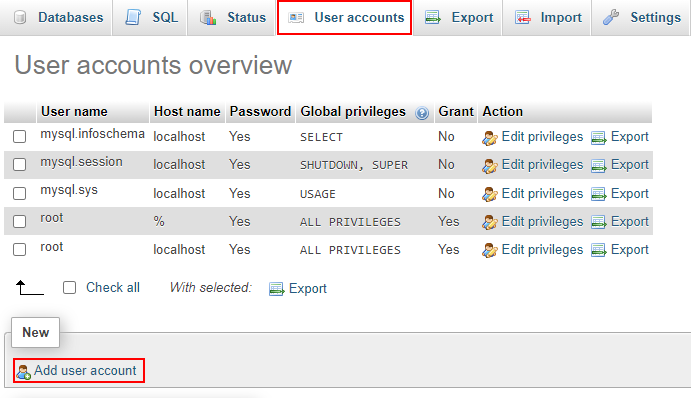 Databases SQL Status User accounts Export Import Settings
User accounts overview
User name Host name Password Global privileges Grant Action
mysql.infoschema localhost Yes SELECT No Edit privileges Export
mysql.session localhost Yes SHUTDOWN, SUPER No Edit privileges Export
mysql.sys localhost Yes USAGE No Edit privileges Export
root % Yes ALL PRIVILEGES Yes Edit privileges Export
root localhost Yes ALL PRIVILEGES Yes Edit privileges Export
Check all With selected: Export
New
Add user account